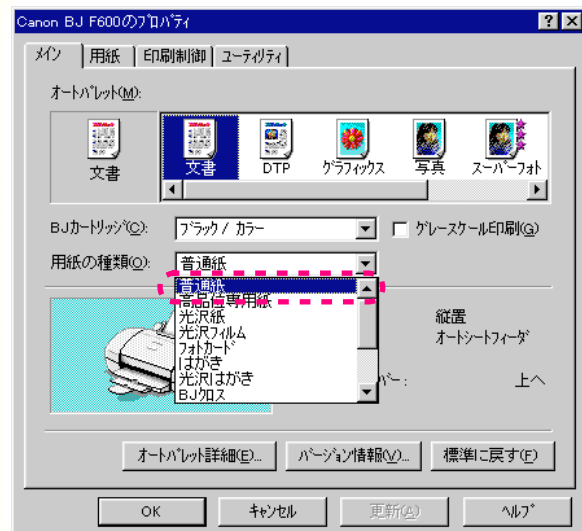 Canon BJ F600のプロパティ
メイン 用紙 印刷制御 ユーティリティ
オートパレット(M):
文書 文書 DTP グラフィックス 写真 スーパーフォト
BJカートリッジ(C): ブラック / カラー グレースケール印刷(G)
用紙の種類(O): 普通紙
普通紙
高品位専用紙
光沢紙
光沢フィルム
フォトカード
はがき
光沢はがき
BJクロス
縦置
オートシートフィーダ
バー: 上へ
オートパレット詳細(E)... バージョン情報(V)... 標準に戻す(F)
OK キャンセル 更新(A) ヘルプ